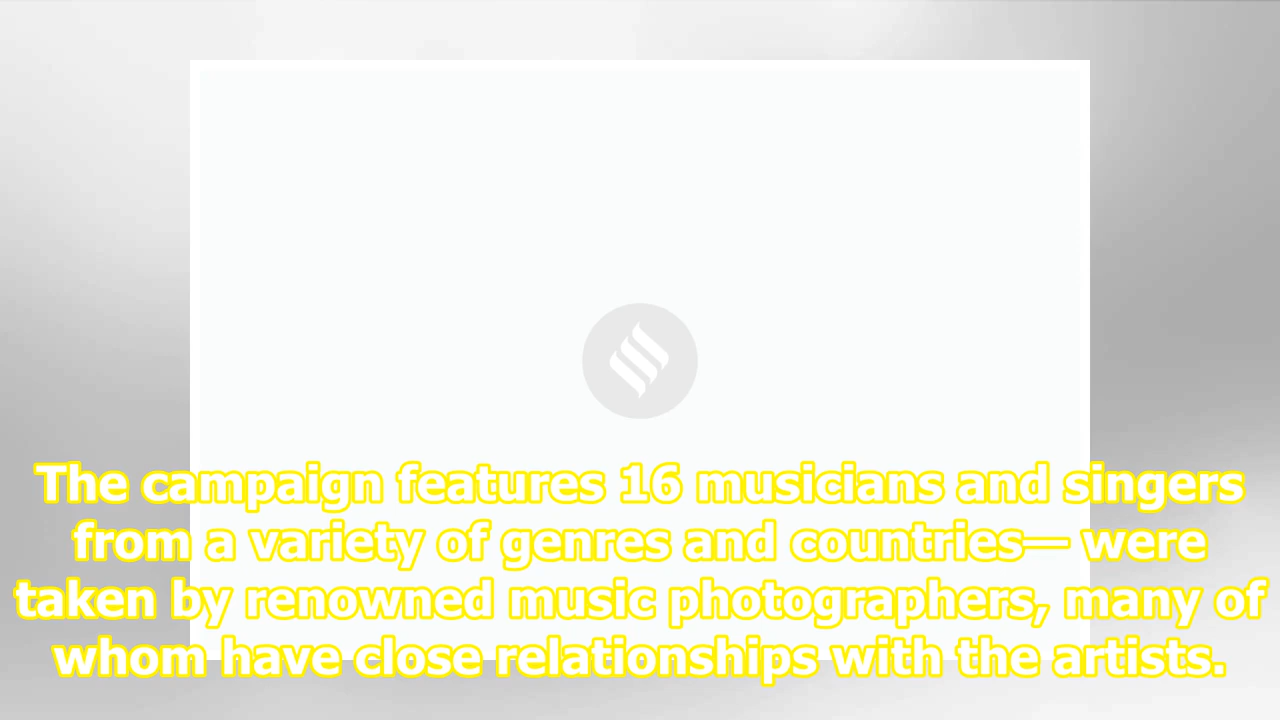 The campaign features 16 musicians and singers
from a variety of genres and countries— were
taken by renowned music photographers, many of
whom have close relationships with the artists.